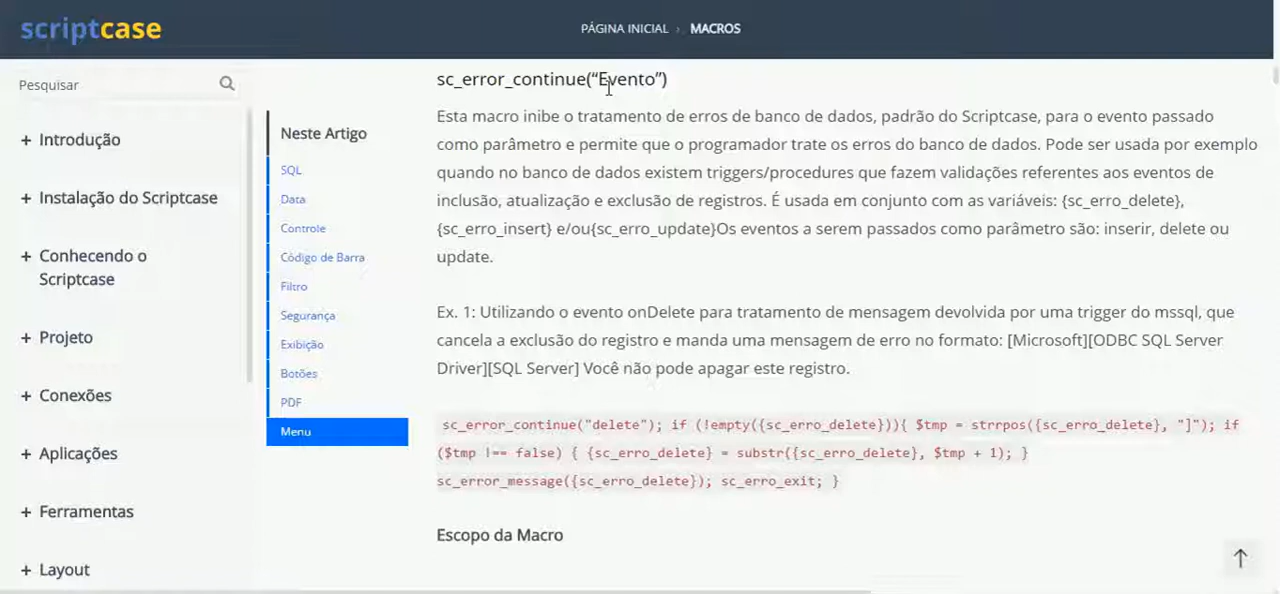 scriptcase
PÁGINA INICIAL › MACROS
Pesquisar
+ Introdução
+ Instalação do Scriptcase
+ Conhecendo o
Scriptcase
+ Projeto
+ Conexões
+ Aplicações
+ Ferramentas
+ Layout
Neste Artigo
SQL
Data
Controle
Código de Barra
Filtro
Segurança
Exibição
Botões
PDF
Menu
sc_error_continue(“Evento”)
Esta macro inibe o tratamento de erros de banco de dados, padrão do Scriptcase, para o evento passado
como parâmetro e permite que o programador trate os erros do banco de dados. Pode ser usada por exemplo
quando no banco de dados existem triggers/procedures que fazem validações referentes aos eventos de
inclusão, atualização e exclusão de registros. É usada em conjunto com as variáveis: {sc_erro_delete},
{sc_erro_insert} e/ou{sc_erro_update}Os eventos a serem passados como parâmetro são: inserir, delete ou
update.
Ex. 1: Utilizando o evento onDelete para tratamento de mensagem devolvida por uma trigger do mssql, que
cancela a exclusão do registro e manda uma mensagem de erro no formato: [Microsoft][ODBC SQL Server
Driver][SQL Server] Você não pode apagar este registro.
sc_error_continue("delete"); if (!empty({sc_erro_delete})){ $tmp = strrpos({sc_erro_delete}, "]"); if
($tmp !== false) { {sc_erro_delete} = substr({sc_erro_delete}, $tmp + 1); }
sc_error_message({sc_erro_delete}); sc_erro_exit; }
Escopo da Macro